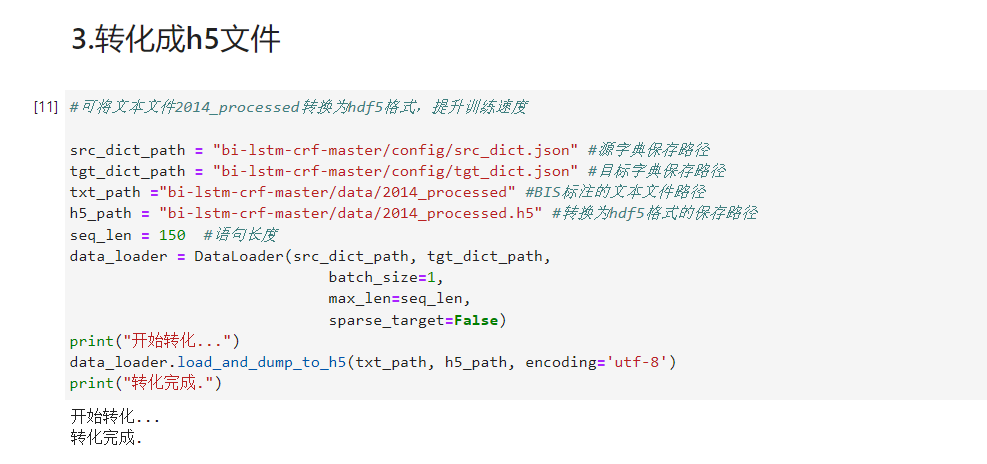 3.转化成h5文件
[11] #可将文本文件2014_processed转换为hdf5格式，提升训练速度
src_dict_path = "bi-lstm-crf-master/config/src_dict.json" #源字典保存路径
tgt_dict_path = "bi-lstm-crf-master/config/tgt_dict.json" #目标字典保存路径
txt_path ="bi-lstm-crf-master/data/2014_processed" #BIS标注的文本文件路径
h5_path = "bi-lstm-crf-master/data/2014_processed.h5" #转换为hdf5格式的保存路径
seq_len = 150  #语句长度
data_loader = DataLoader(src_dict_path, tgt_dict_path,
batch_size=1,
max_len=seq_len,
sparse_target=False)
print("开始转化...")
data_loader.load_and_dump_to_h5(txt_path, h5_path, encoding='utf-8')
print("转化完成.")
开始转化...
转化完成.